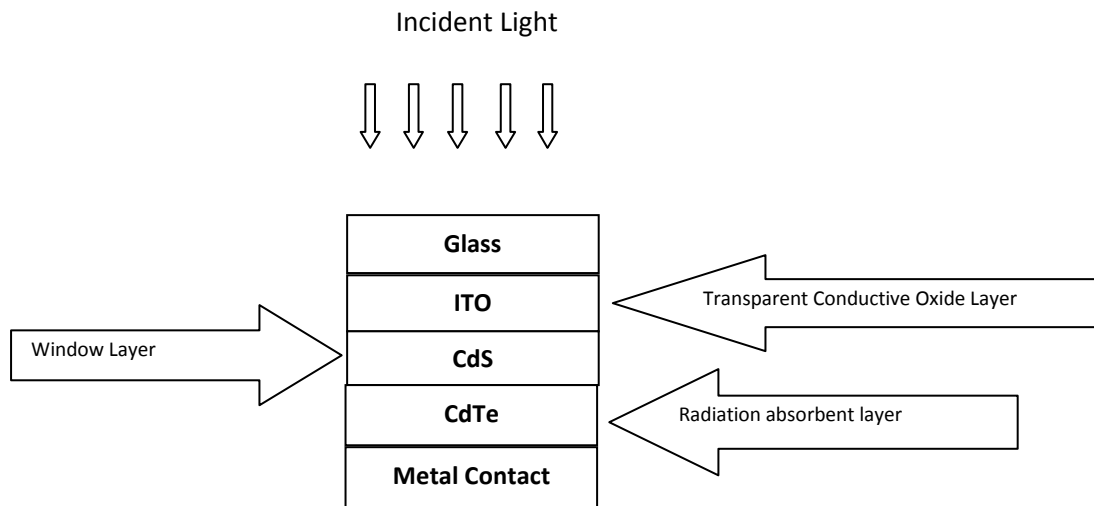 Incident Light
Glass
ITO
Transparent Conductive Oxide Layer
Window Layer
CdS
CdTe
Radiation absorbent layer
Metal Contact